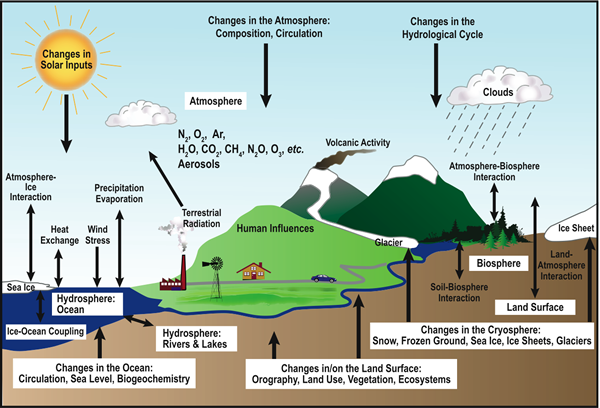 Changes in
Solar Inputs
Changes in the Atmosphere:
Composition, Circulation
Changes in the
Hydrological Cycle
Clouds
Atmosphere
N₂, O₂, Ar,
H₂O, CO₂, CH₄, N₂O, O₃, etc.
Aerosols
Volcanic Activity
Atmosphere-Biosphere
Interaction
Atmosphere-
Ice
Interaction
Precipitation
Evaporation
Heat
Exchange
Wind
Stress
Terrestrial
Radiation
Human Influences
Glacier
Ice Sheet
Biosphere
Land-
Atmosphere
Interaction
Soil-Biosphere
Interaction
Land Surface
Sea Ice
Hydrosphere:
Ocean
Ice-Ocean Coupling
Hydrosphere:
Rivers & Lakes
Changes in the Cryosphere:
Snow, Frozen Ground, Sea Ice, Ice Sheets, Glaciers
Changes in the Ocean:
Circulation, Sea Level, Biogeochemistry
Changes in/on the Land Surface:
Orography, Land Use, Vegetation, Ecosystems